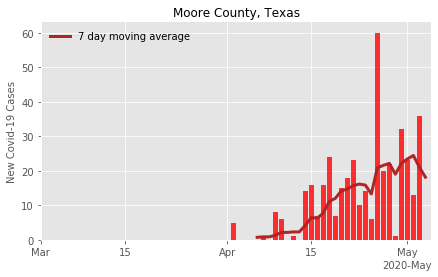 Moore County, Texas
7 day moving average
New Covid-19 Cases
60
50
40
30
20
10
0
Mar
15
Apr
15
May
2020-May